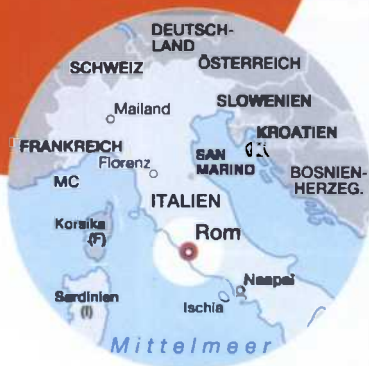 DEUTSCH-
LAND
SCHWEIZ
ÖSTERREICH
Mailand
SLOWENIEN
KROATIEN
FRANKREICH
Florenz
SAN
MARINO
BOSNIEN-
HERZEG.
MC
ITALIEN
Korsika
(F)
Rom
Neapel
Sardinien
(I)
Ischia
Mittelmeer